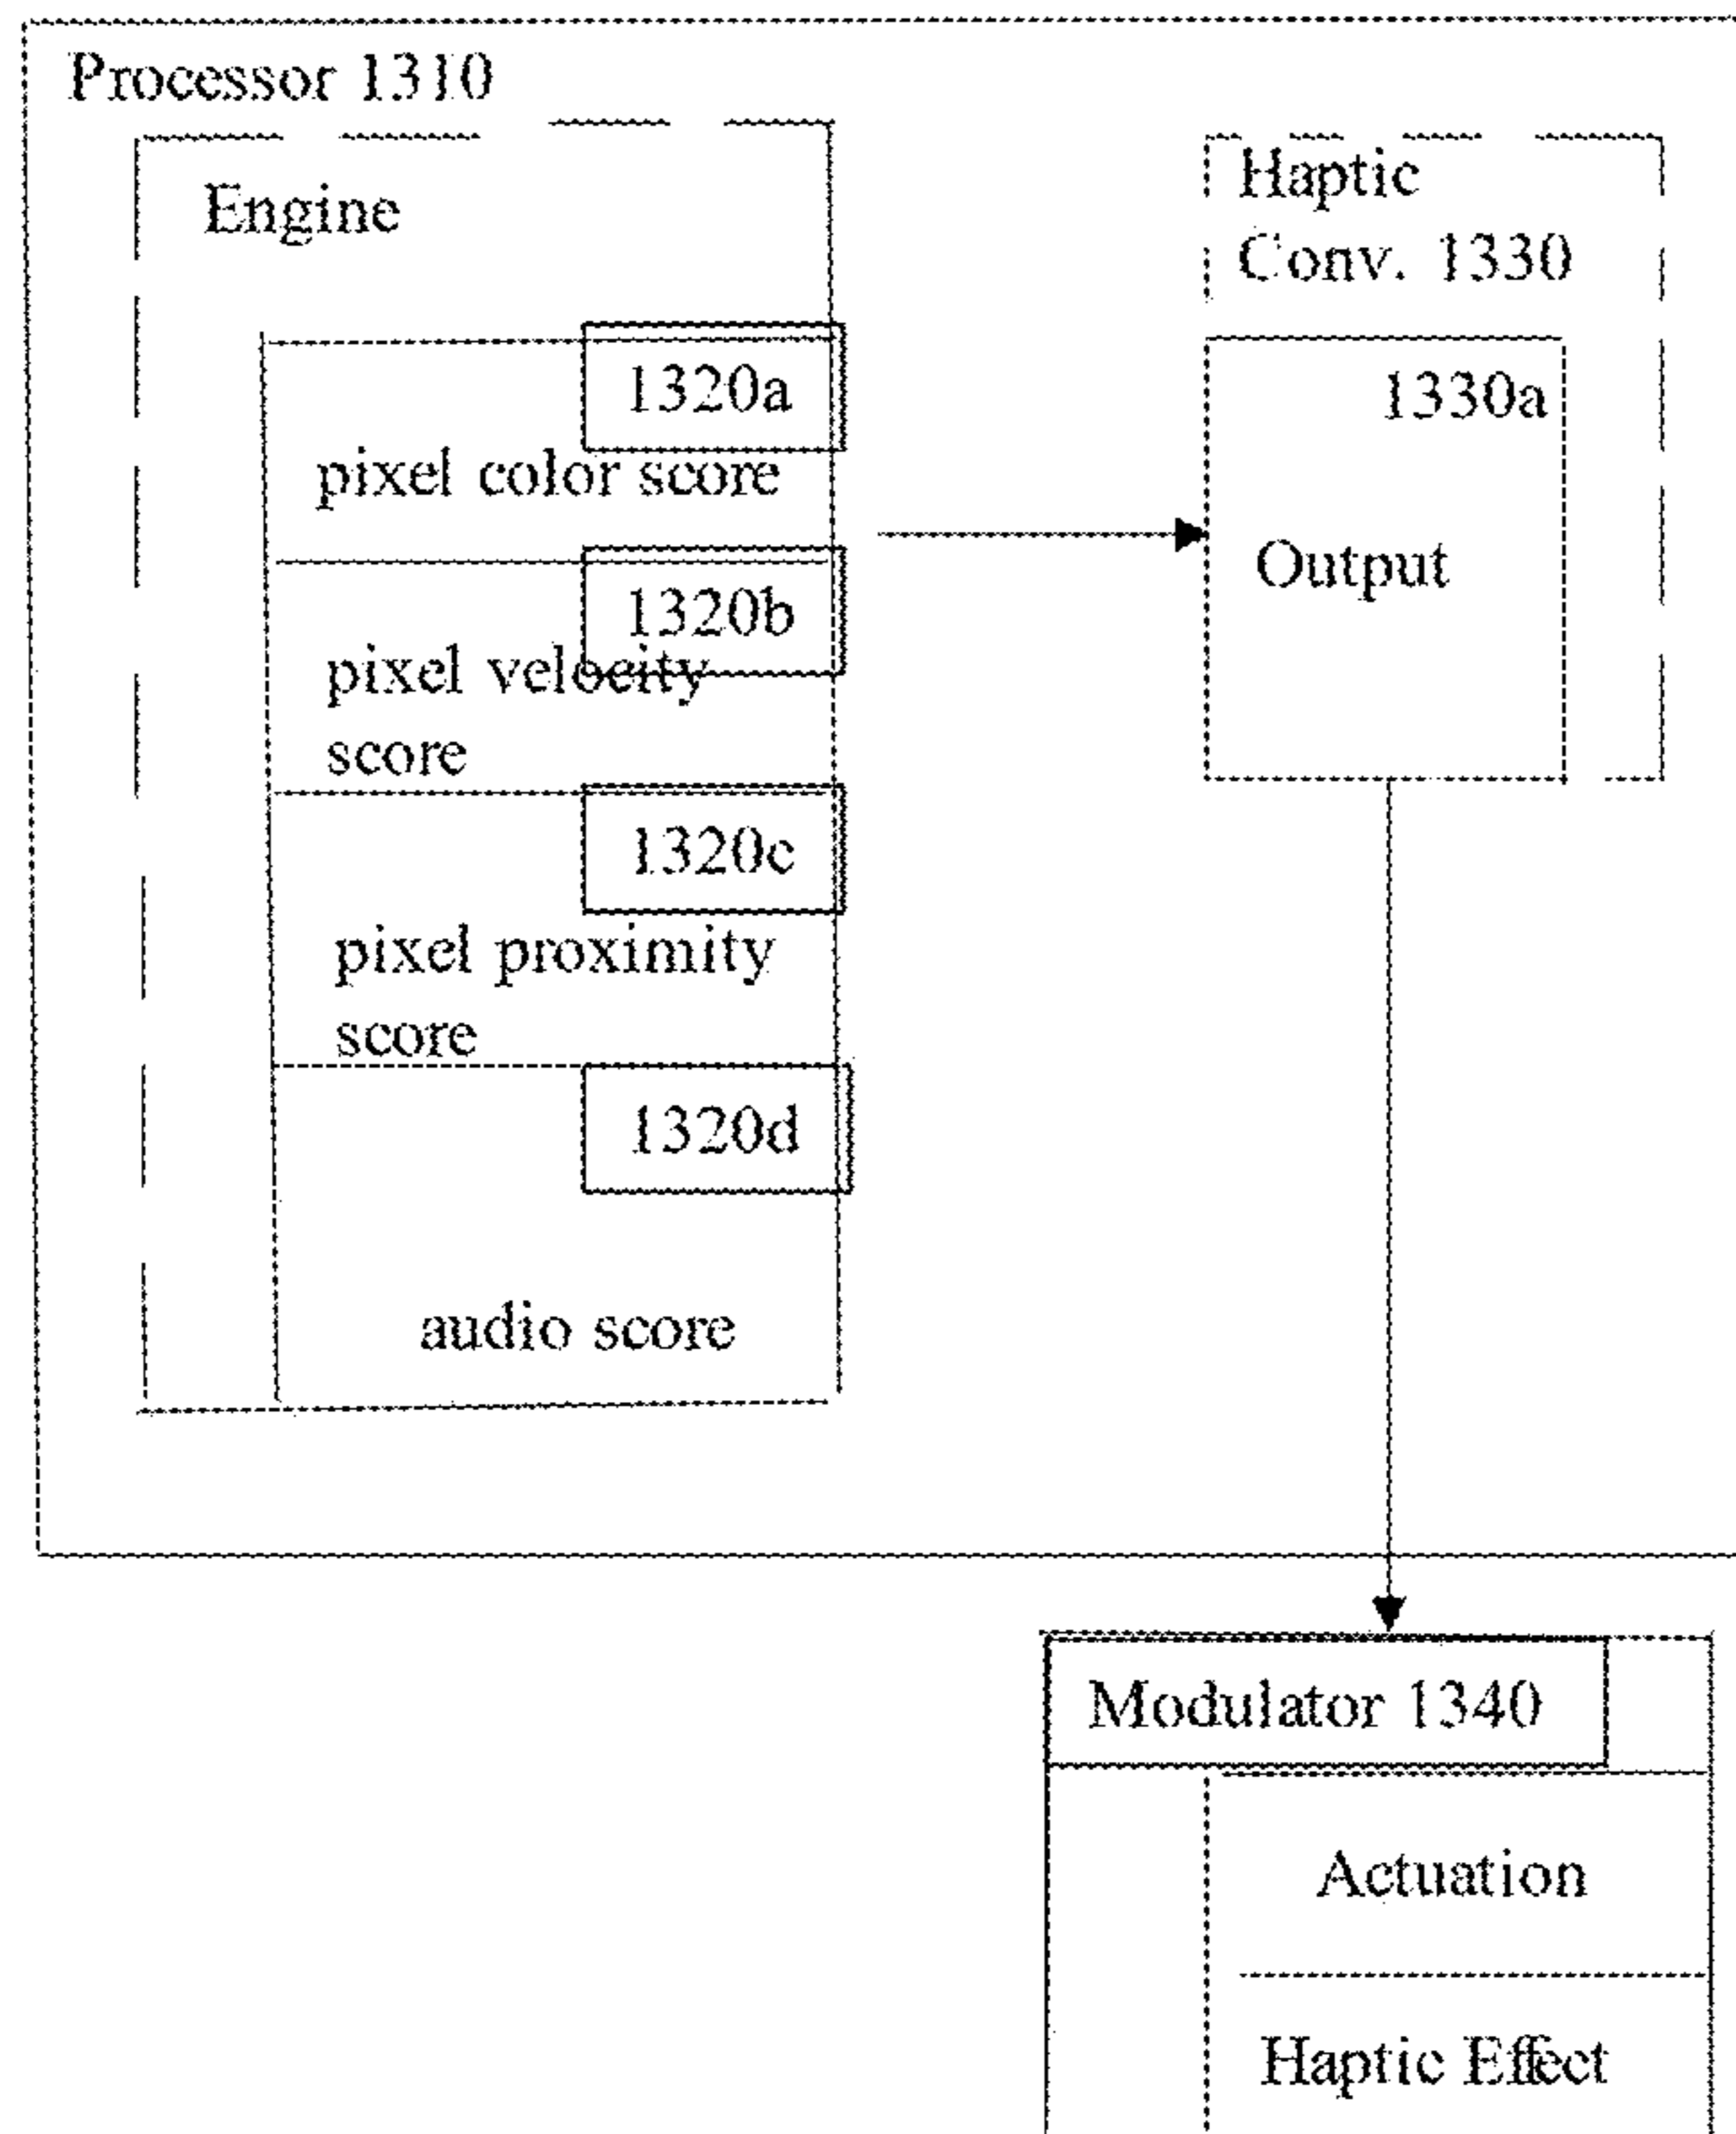 Processor 1310
Engine
1320a
pixel color score
1320b
pixel velocity
score
1320c
pixel proximity
score
1320d
audio score
Haptic
Conv. 1330
1330a
Output
Modulator 1340
Actuation
Haptic Effect